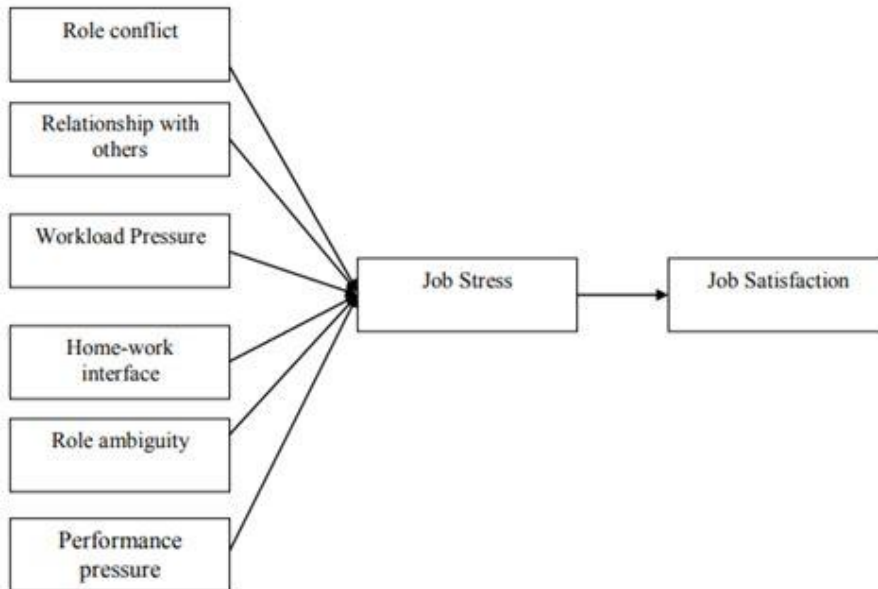 Role conflict
Relationship with
others
Workload Pressure
Home-work
interface
Role ambiguity
Performance
pressure
Job Stress
Job Satisfaction